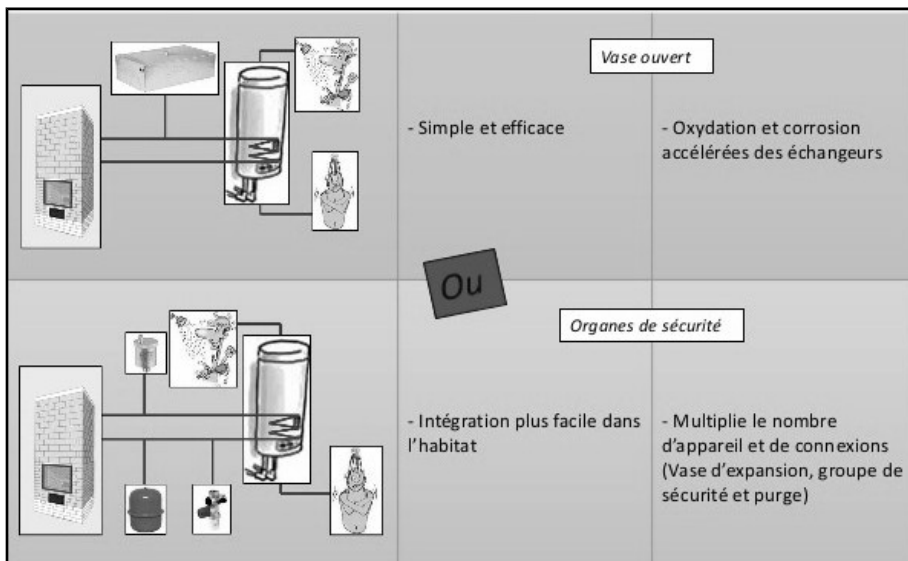 Vase ouvert
- Simple et efficace
- Oxydation et corrosion
accélérées des échangeurs
Ou
Organes de sécurité
- Intégration plus facile dans
l’habitat
- Multiplie le nombre
d’appareil et de connexions
(Vase d’expansion, groupe de
sécurité et purge)